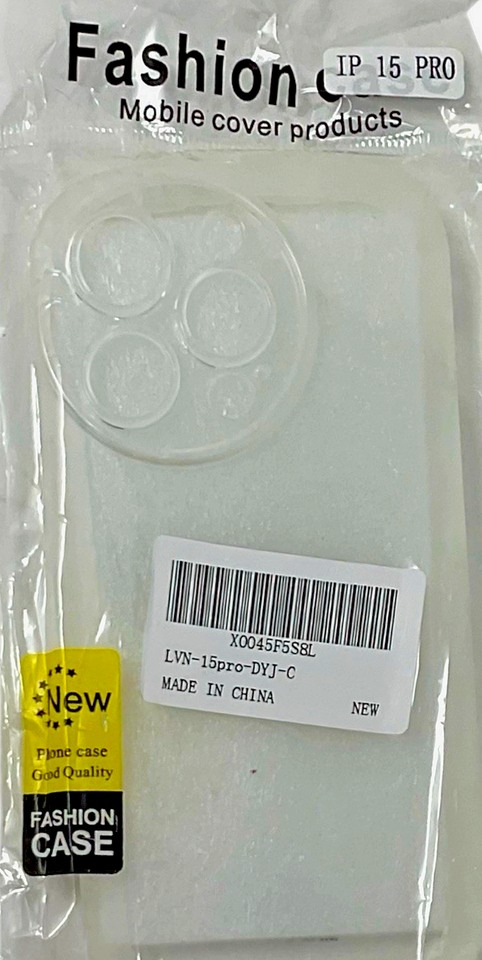 Fashion
IP 15 PRO
Mobile cover products
X0045F5S8L
LVN-15pro-DYJ-C
MADE IN CHINA
NEW
New
Phone case
Good Quality
FASHION
CASE